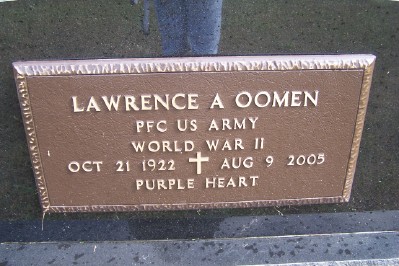 LAWRENCE A OOMEN
PFC US ARMY
WORLD WAR II
OCT 21 1922 ✝ AUG 9 2005
PURPLE HEART